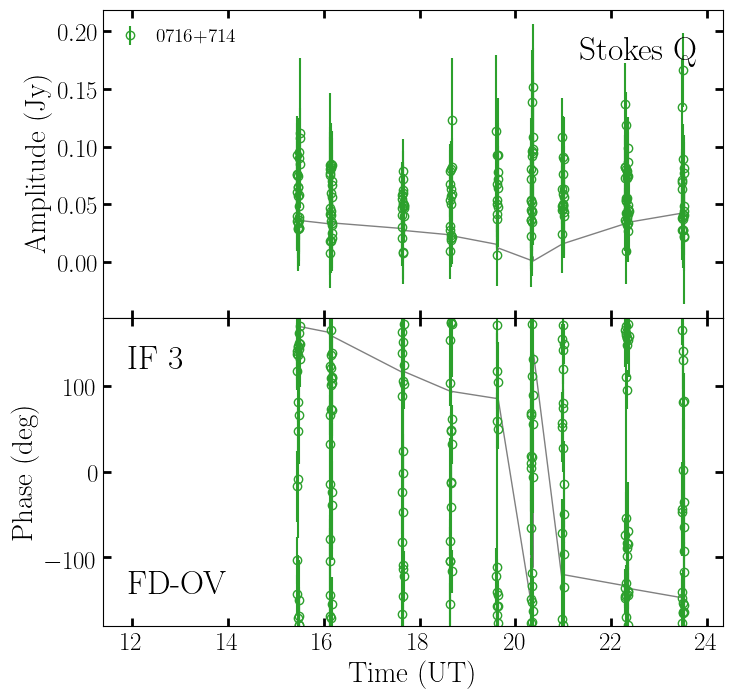 0716+714
Stokes Q
Amplitude (Jy)
0.20
0.15
0.10
0.05
0.00
IF 3
Phase (deg)
100
0
−100
FD-OV
12 14 16 18 20 22 24
Time (UT)